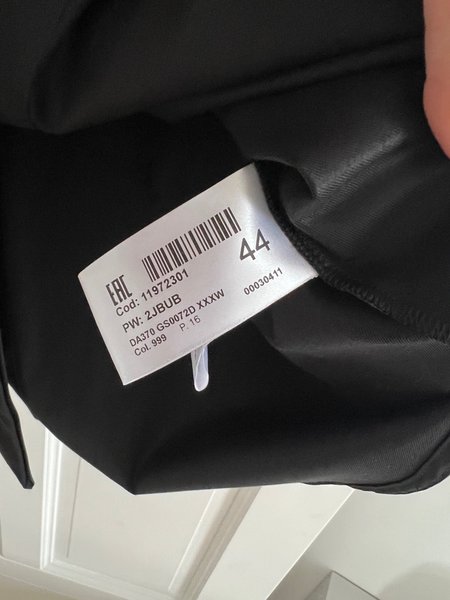 EAC
44
Cod: 11972301
PW: 2JBUB
DA370 GS0072D XXXW 00030411
Col. 999 P. 16